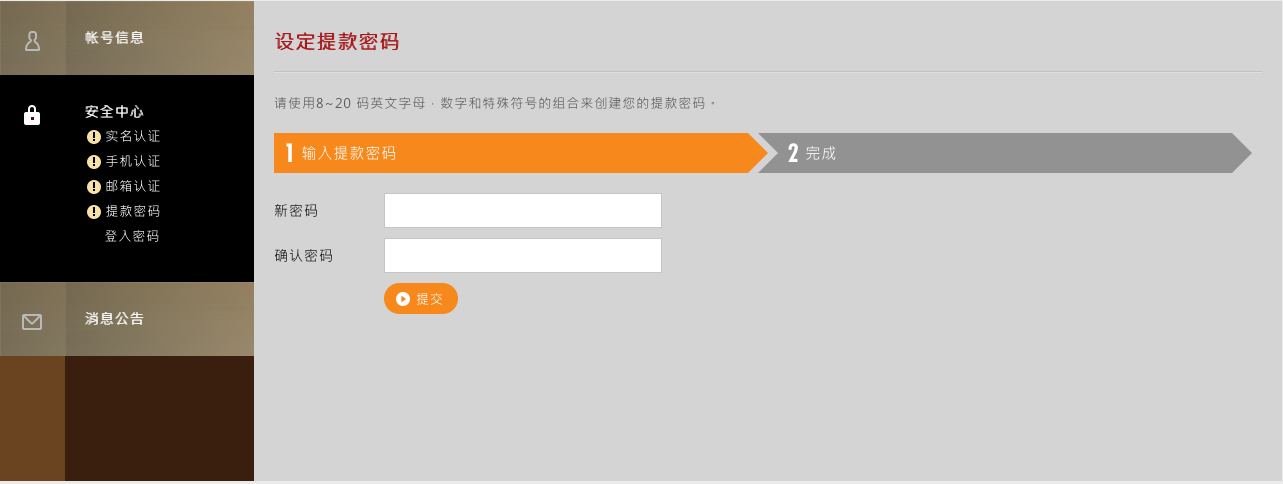 帐号信息
安全中心
实名认证
手机认证
邮箱认证
提款密码
登入密码
消息公告
设定提款密码
请使用8~20 码英文字母﹑数字和特殊符号的组合来创建您的提款密码。
1 输入提款密码
2 完成
新密码
确认密码
提交